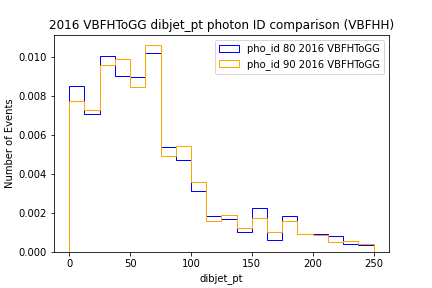 2016 VBFHToGG dibjet_pt photon ID comparison (VBFHH)
pho_id 80 2016 VBFHToGG
pho_id 90 2016 VBFHToGG
Number of Events
0.010
0.008
0.006
0.004
0.002
0.000
0 50 100 150 200 250
dibjet_pt